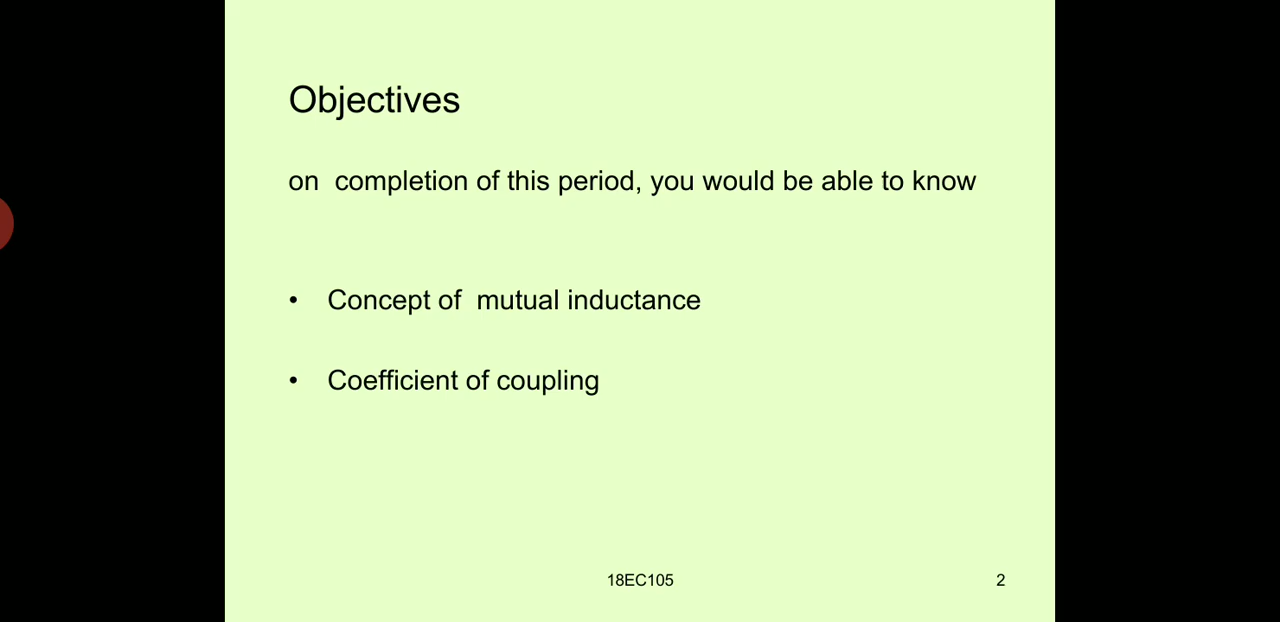 Objectives
on completion of this period, you would be able to know
• Concept of mutual inductance
• Coefficient of coupling
18EC105
2